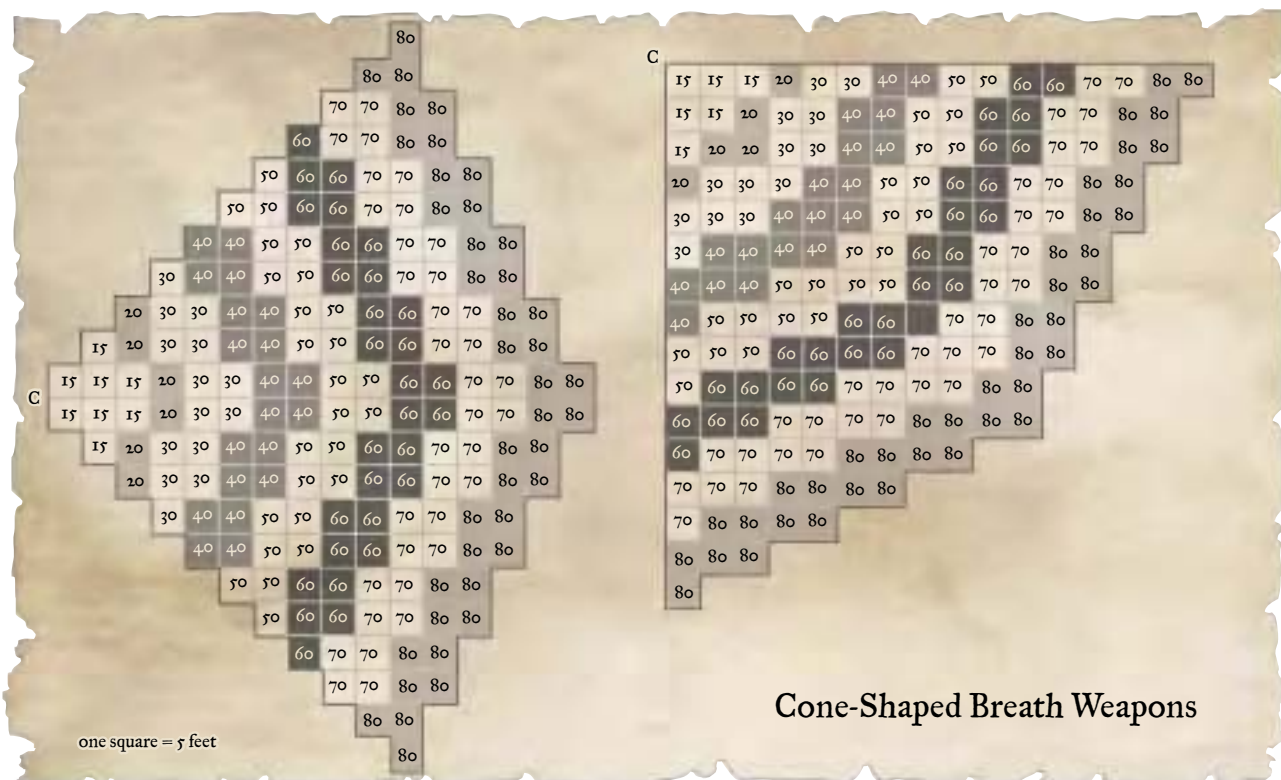 80
80 80
70 70 80 80
60 70 70 80 80
50 60 60 70 70 80 80
50 50 60 60 70 70 80 80
40 40 50 50 60 60 70 70 80 80
30 40 40 50 50 60 60 70 70 80 80
20 30 30 40 40 50 50 60 60 70 70 80 80
15 20 30 30 40 40 50 50 60 60 70 70 80 80
15 15 15 20 30 30 40 40 50 50 60 60 70 70 80 80
C
15 15 15 20 30 30 40 40 50 50 60 60 70 70 80 80
15 20 30 30 40 40 50 50 60 60 70 70 80 80
20 30 30 40 40 50 50 60 60 70 70 80 80
30 40 40 50 50 60 60 70 70 80 80
40 40 50 50 60 60 70 70 80 80
50 50 60 60 70 70 80 80
50 60 60 70 70 80 80
60 70 70 80 80
70 70 80 80
80 80
80
one square = 5 feet
C
15 15 15 20 30 30 40 40 50 50 60 60 70 70 80 80
15 15 20 30 30 40 40 50 50 60 60 70 70 80 80
15 20 20 30 30 40 40 50 50 60 60 70 70 80 80
20 30 30 30 40 40 50 50 60 60 70 70 80 80
30 30 30 40 40 40 50 50 60 60 70 70 80 80
30 40 40 40 40 50 50 60 60 70 70 80 80
40 40 40 50 50 50 50 60 60 70 70 80 80
40 50 50 50 50 60 60 70 70 80 80
50 50 50 60 60 60 60 70 70 70 80 80
50 60 60 60 60 70 70 70 70 80 80
60 60 60 70 70 70 70 80 80 80 80
60 70 70 70 70 80 80 80 80
70 70 70 80 80 80 80
70 80 80 80 80
80 80 80
80
Cone-Shaped Breath Weapons